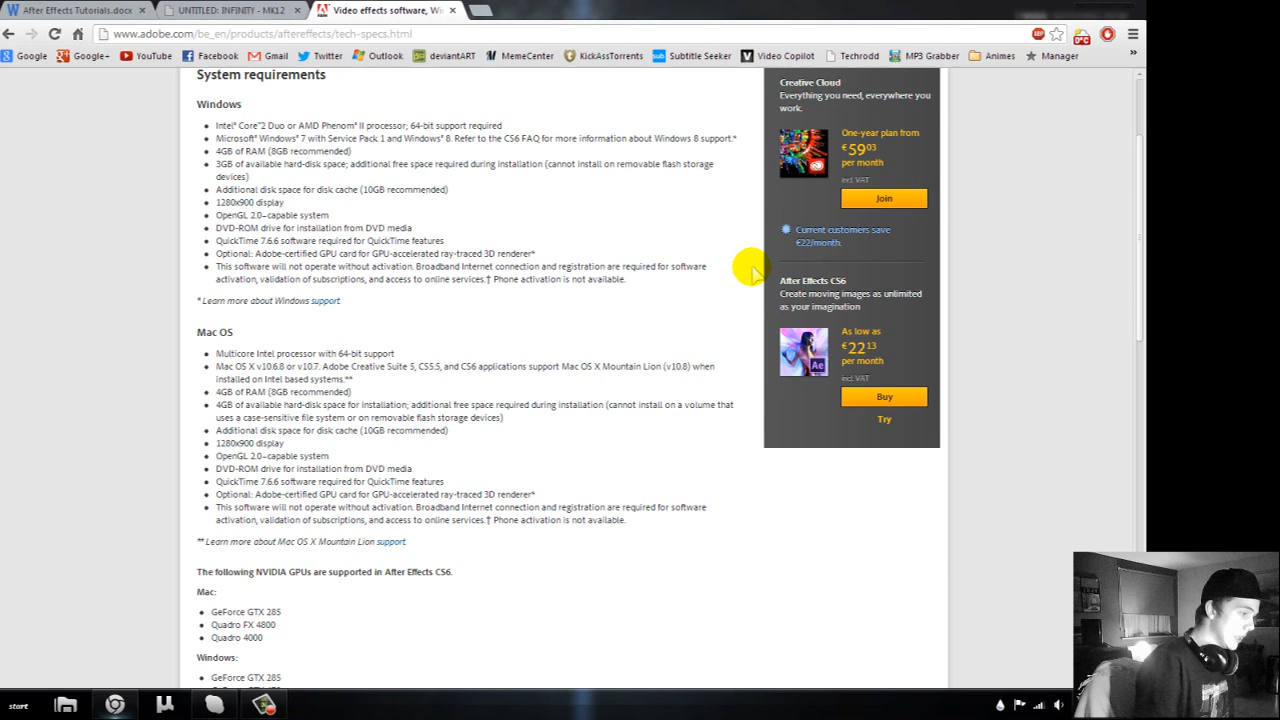 After Effects Tutorials.docx
UNTITLED: INFINITY - MK12
Video effects software, Wi
www.adobe.com/be_en/products/aftereffects/tech-specs.html
Google
Google+
YouTube
Facebook
Gmail
Twitter
Outlook
deviantART
MemeCenter
KickAssTorrents
Subtitle Seeker
Video Copilot
Techrodd
MP3 Grabber
Animes
Manager
System requirements
Windows
Intel® Core™2 Duo or AMD Phenom® II processor; 64-bit support required
Microsoft® Windows® 7 with Service Pack 1 and Windows® 8. Refer to the CS6 FAQ for more information about Windows 8 support.*
4GB of RAM (8GB recommended)
3GB of available hard-disk space; additional free space required during installation (cannot install on removable flash storage
devices)
Additional disk space for disk cache (10GB recommended)
1280x900 display
OpenGL 2.0–capable system
DVD-ROM drive for installation from DVD media
QuickTime 7.6.6 software required for QuickTime features
Optional: Adobe-certified GPU card for GPU-accelerated ray-traced 3D renderer*
This software will not operate without activation. Broadband Internet connection and registration are required for software
activation, validation of subscriptions, and access to online services.† Phone activation is not available.
* Learn more about Windows support
Mac OS
Multicore Intel processor with 64-bit support
Mac OS X v10.6.8 or v10.7. Adobe Creative Suite 5, CS5.5, and CS6 applications support Mac OS X Mountain Lion (v10.8) when
installed on Intel based systems.**
4GB of RAM (8GB recommended)
4GB of available hard-disk space for installation; additional free space required during installation (cannot install on a volume that
uses a case-sensitive file system or on removable flash storage devices)
Additional disk space for disk cache (10GB recommended)
1280x900 display
OpenGL 2.0–capable system
DVD-ROM drive for installation from DVD media
QuickTime 7.6.6 software required for QuickTime features
Optional: Adobe-certified GPU card for GPU-accelerated ray-traced 3D renderer*
This software will not operate without activation. Broadband Internet connection and registration are required for software
activation, validation of subscriptions, and access to online services.† Phone activation is not available.
** Learn more about Mac OS X Mountain Lion support.
The following NVIDIA GPUs are supported in After Effects CS6.
Mac:
GeForce GTX 285
Quadro FX 4800
Quadro 4000
Windows:
GeForce GTX 285
Creative Cloud
Everything you need, everywhere you
work.
One-year plan from
€59 03
per month
incl. VAT
Join
Current customers save
€22/month.
After Effects CS6
Create moving images as unlimited
as your imagination
Ae
As low as
€22 13
per month
incl. VAT
Buy
Try
start